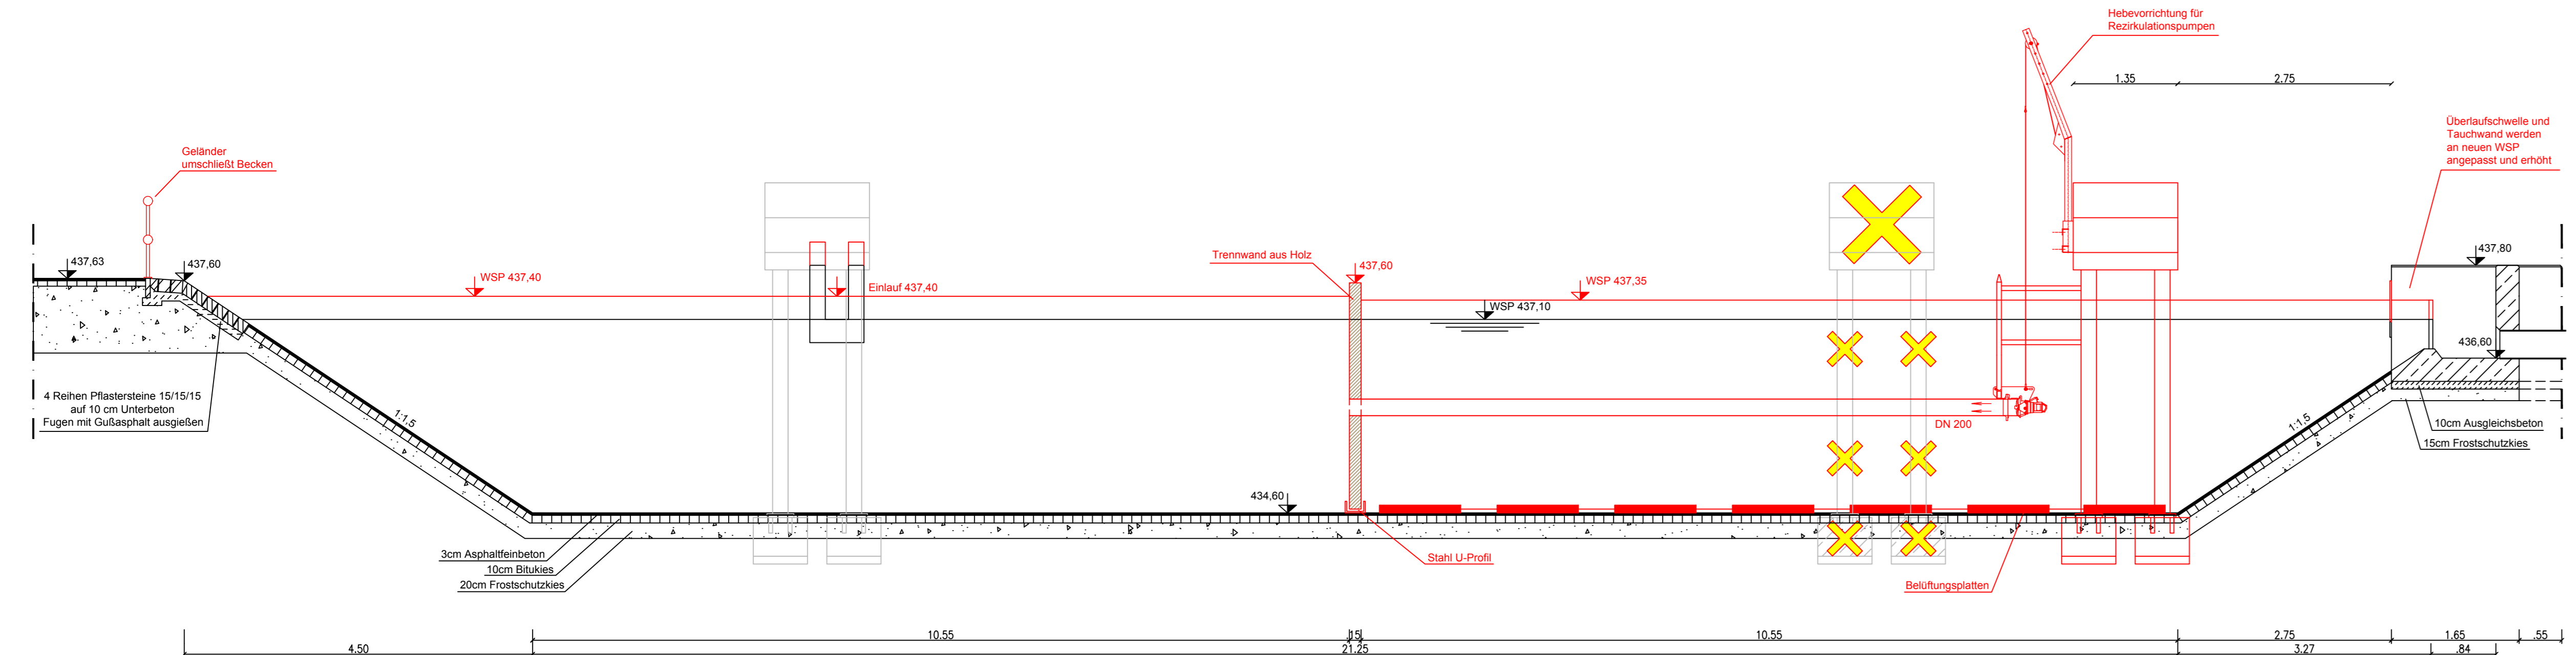 Hebevorrichtung für
Rezirkulationspumpen
1.35
2.75
Überlaufschwelle und
Tauchwand werden
an neuen WSP
angepasst und erhöht
Geländer
umschließt Becken
437,63
437,60
WSP 437,40
Einlauf 437,40
Trennwand aus Holz
437,60
WSP 437,35
WSP 437,10
437,80
436,60
4 Reihen Pflastersteine 15/15/15
auf 10 cm Unterbeton
Fugen mit Gußasphalt ausgießen
1:1,5
DN 200
1:1,5
10cm Ausgleichsbeton
15cm Frostschutzkies
434,60
3cm Asphaltfeinbeton
10cm Bitukies
20cm Frostschutzkies
Stahl U-Profil
Belüftungsplatten
10.55
.15
10.55
2.75
1.65
.55
4.50
21.25
3.27
.84